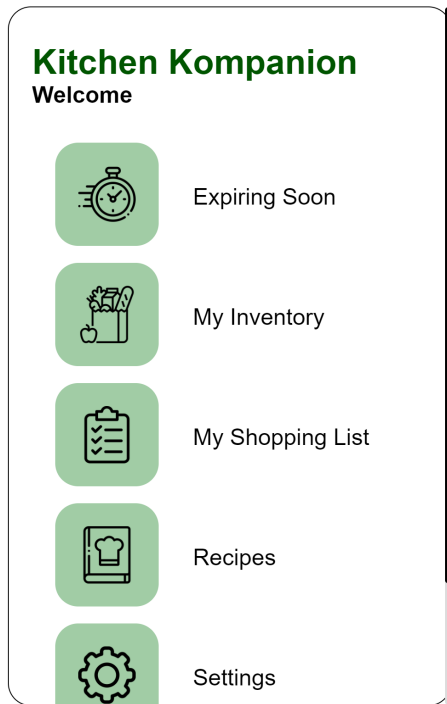 Kitchen Kompanion
Welcome
Expiring Soon
My Inventory
My Shopping List
Recipes
Settings